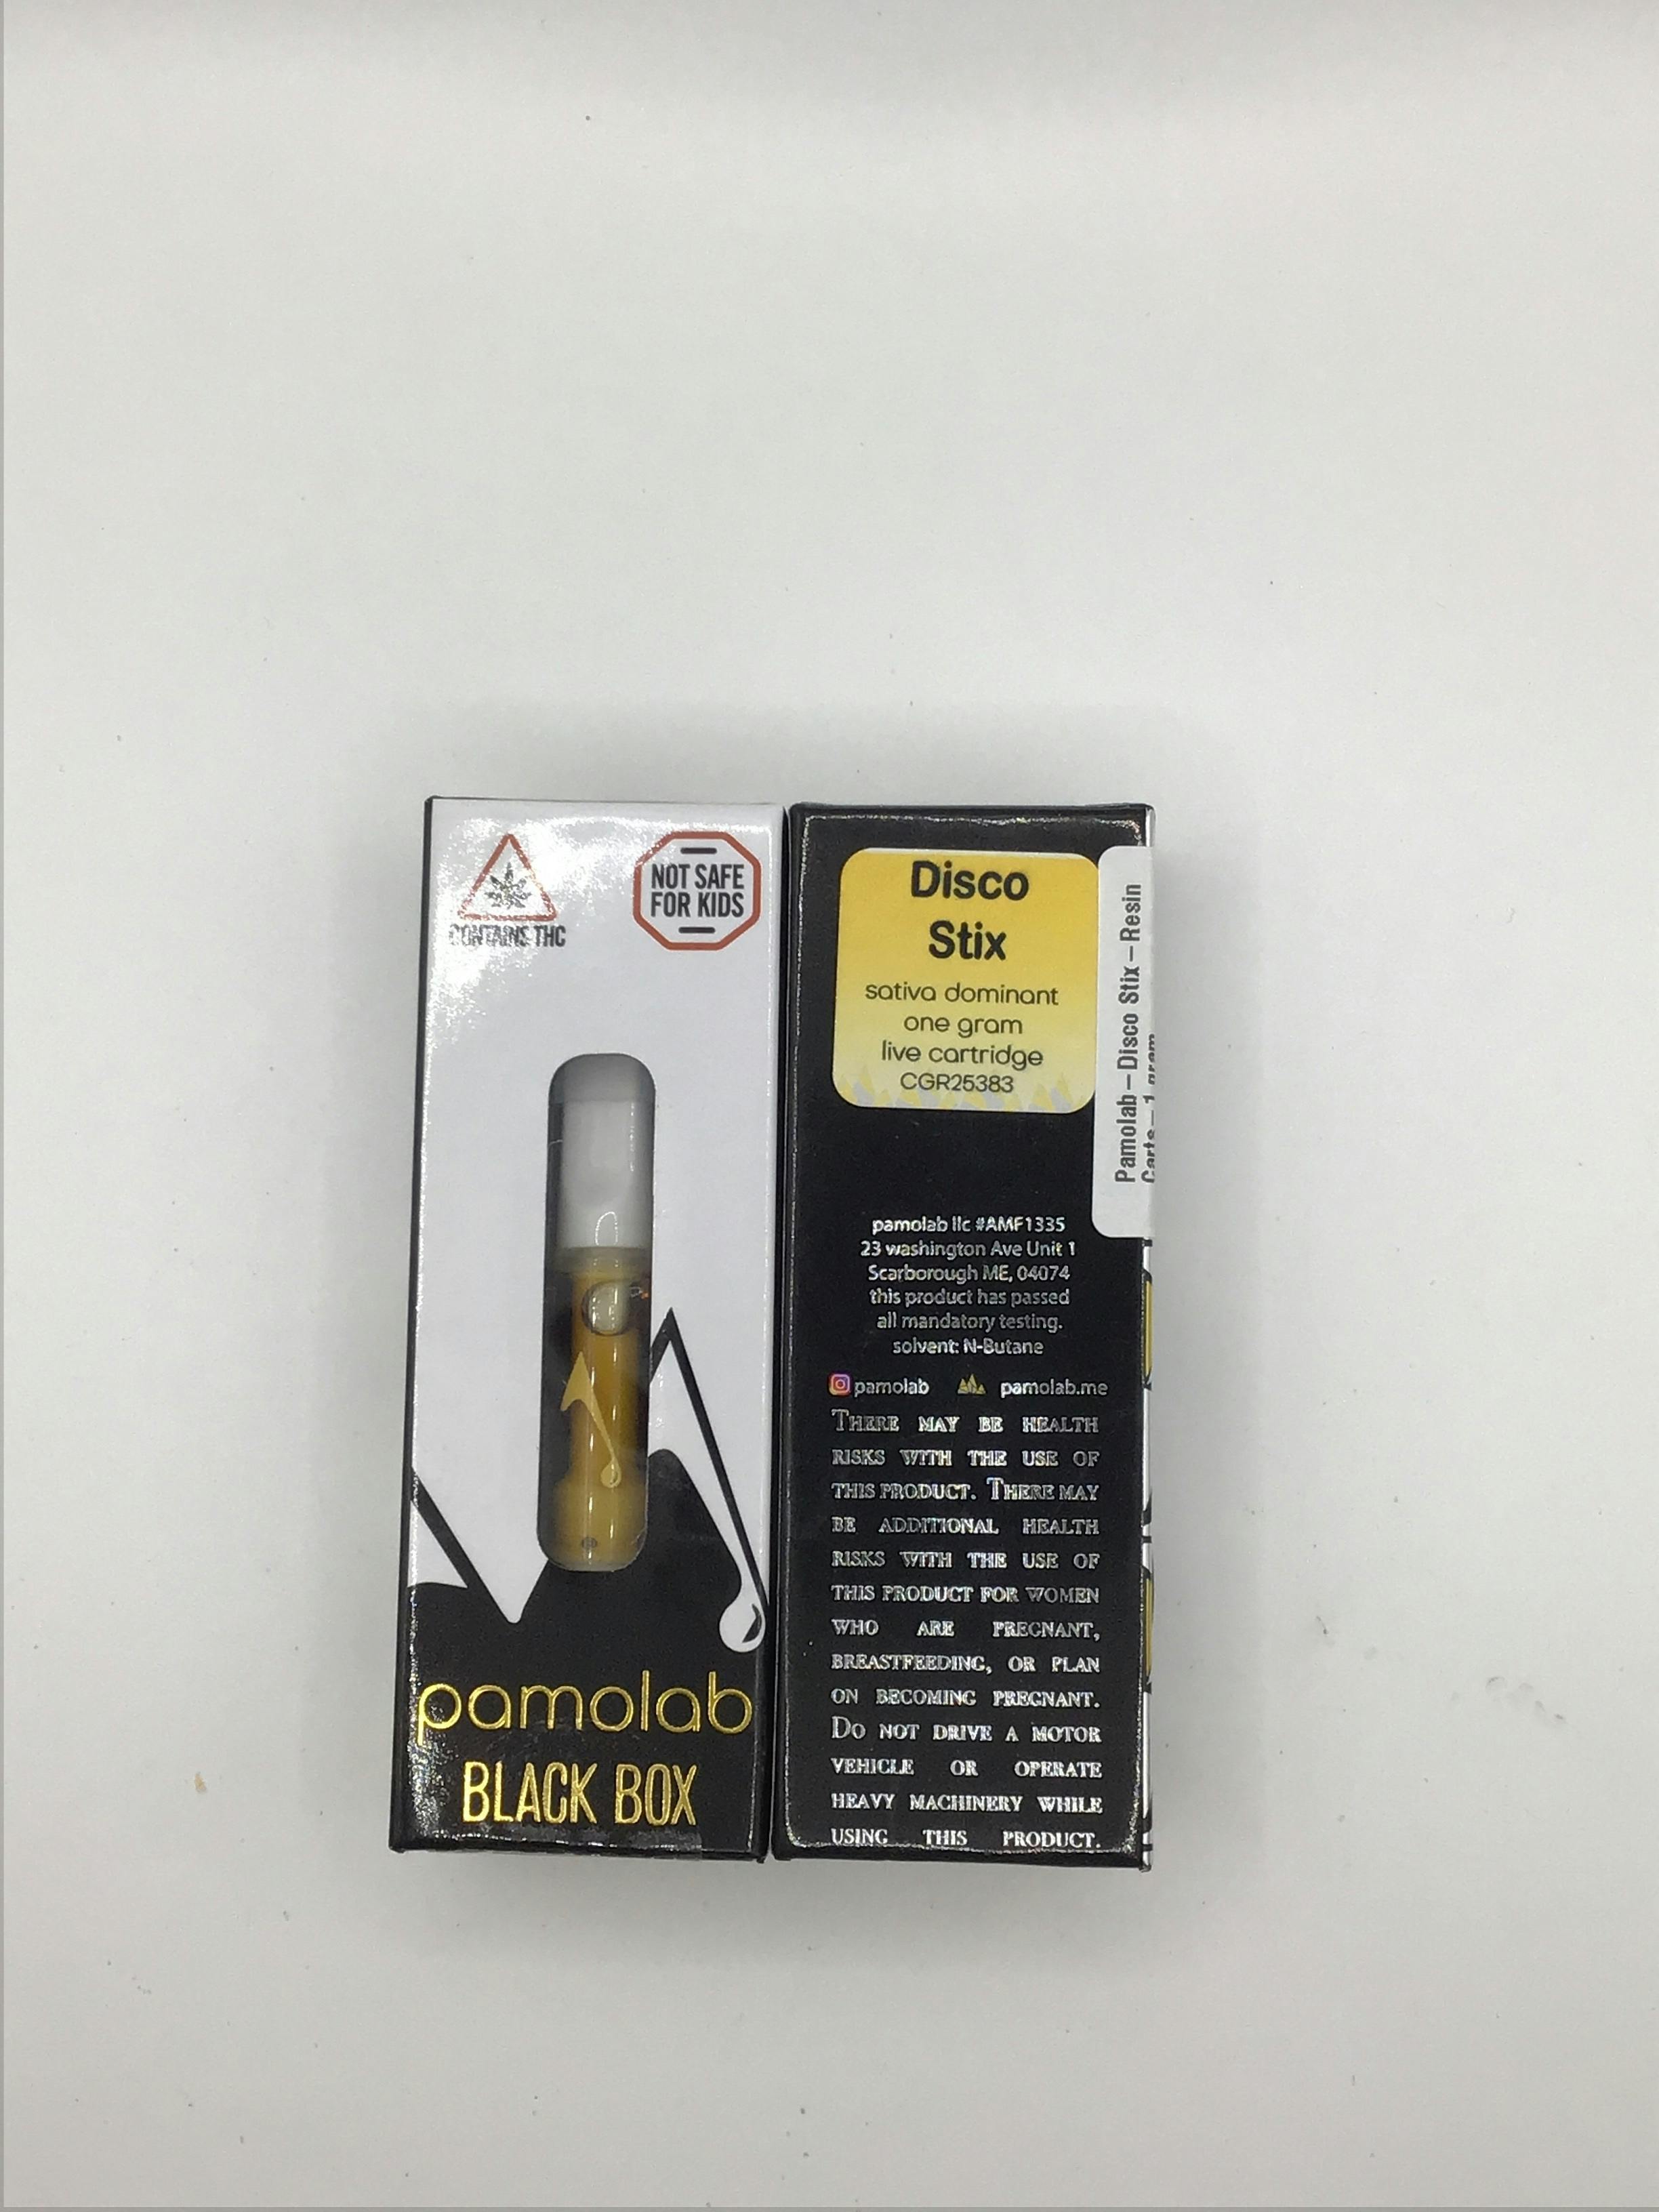 CONTAINS THC
NOT SAFE
FOR KIDS
pamolab
BLACK BOX
Disco
Stix
sativa dominant
one gram
live cartridge
CGR25383
Pamolab – Disco Stix – Resin
Carts – 1 gram
pamolab llc #AMF1335
23 washington Ave Unit 1
Scarborough ME, 04074
this product has passed
all mandatory testing.
solvent: N-Butane
pamolab pamolab.me
THERE MAY BE HEALTH
RISKS WITH THE USE OF
THIS PRODUCT. THERE MAY
BE ADDITIONAL HEALTH
RISKS WITH THE USE OF
THIS PRODUCT FOR WOMEN
WHO ARE PREGNANT,
BREASTFEEDING, OR PLAN
ON BECOMING PREGNANT.
DO NOT DRIVE A MOTOR
VEHICLE OR OPERATE
HEAVY MACHINERY WHILE
USING THIS PRODUCT.